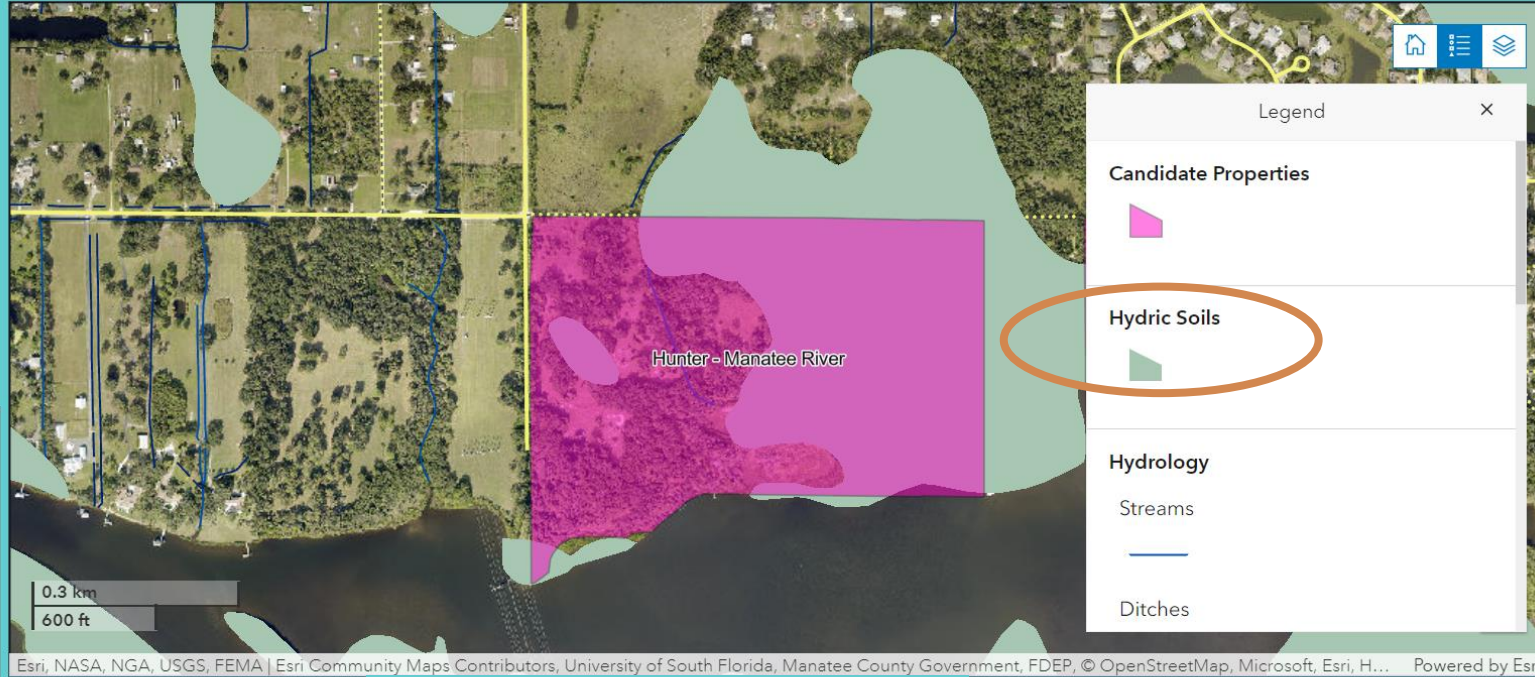 Legend
Candidate Properties
Hydric Soils
Hydrology
Streams
Ditches
Hunter - Manatee River
0.3 km
600 ft
Esri, NASA, NGA, USGS, FEMA | Esri Community Maps Contributors, University of South Florida, Manatee County Government, FDEP, © OpenStreetMap, Microsoft, Esri, H... Powered by Esri